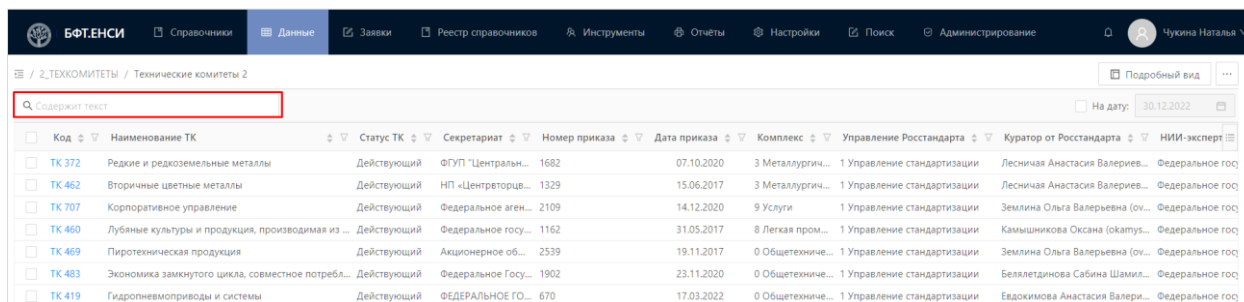 БФТ.ЕНСИ Справочники Данные Заявки Реестр справочников Инструменты Отчёты Настройки Поиск Администрирование Чукина Наталья
/ 2_ТЕХКОМИТЕТЫ / Технические комитеты 2 Подробный вид ...
Содержит текст На дату: 30.12.2022
Код Наименование ТК Статус ТК Секретариат Номер приказа Дата приказа Комплекс Управление Росстандарта Куратор от Росстандарта НИИ-эксперт
ТК 372 Редкие и редкоземельные металлы Действующий ФГУП "Центральн... 1682 07.10.2020 3 Металлургич... 1 Управление стандартизации Лесничая Анастасия Валериев... Федеральное госу
ТК 462 Вторичные цветные металлы Действующий НП «Центрвторцв... 1329 15.06.2017 3 Металлургич... 1 Управление стандартизации Лесничая Анастасия Валериев... Федеральное госу
ТК 707 Корпоративное управление Действующий Федеральное аген... 2109 14.12.2020 9 Услуги 1 Управление стандартизации Землина Ольга Валерьевна (ov... Федеральное госу
ТК 460 Лубяные культуры и продукция, производимая из ... Действующий Федеральное госу... 1162 31.05.2017 8 Легкая пром... 1 Управление стандартизации Камышникова Оксана (okamys... Федеральное госу
ТК 469 Пиротехническая продукция Действующий Акционерное об... 2539 19.11.2017 0 Общетехниче... 1 Управление стандартизации Землина Ольга Валерьевна (ov... Федеральное госу
ТК 483 Экономика замкнутого цикла, совместное потребл... Действующий Федеральное Госу... 1902 23.11.2020 0 Общетехниче... 1 Управление стандартизации Белялетдинова Сабина Шамил... Федеральное госу
ТК 419 Гидропневмоприводы и системы Действующий ФЕДЕРАЛЬНОЕ ГО... 670 17.03.2022 0 Общетехниче... 1 Управление стандартизации Евдокимова Анастасия Валери... Федеральное госу